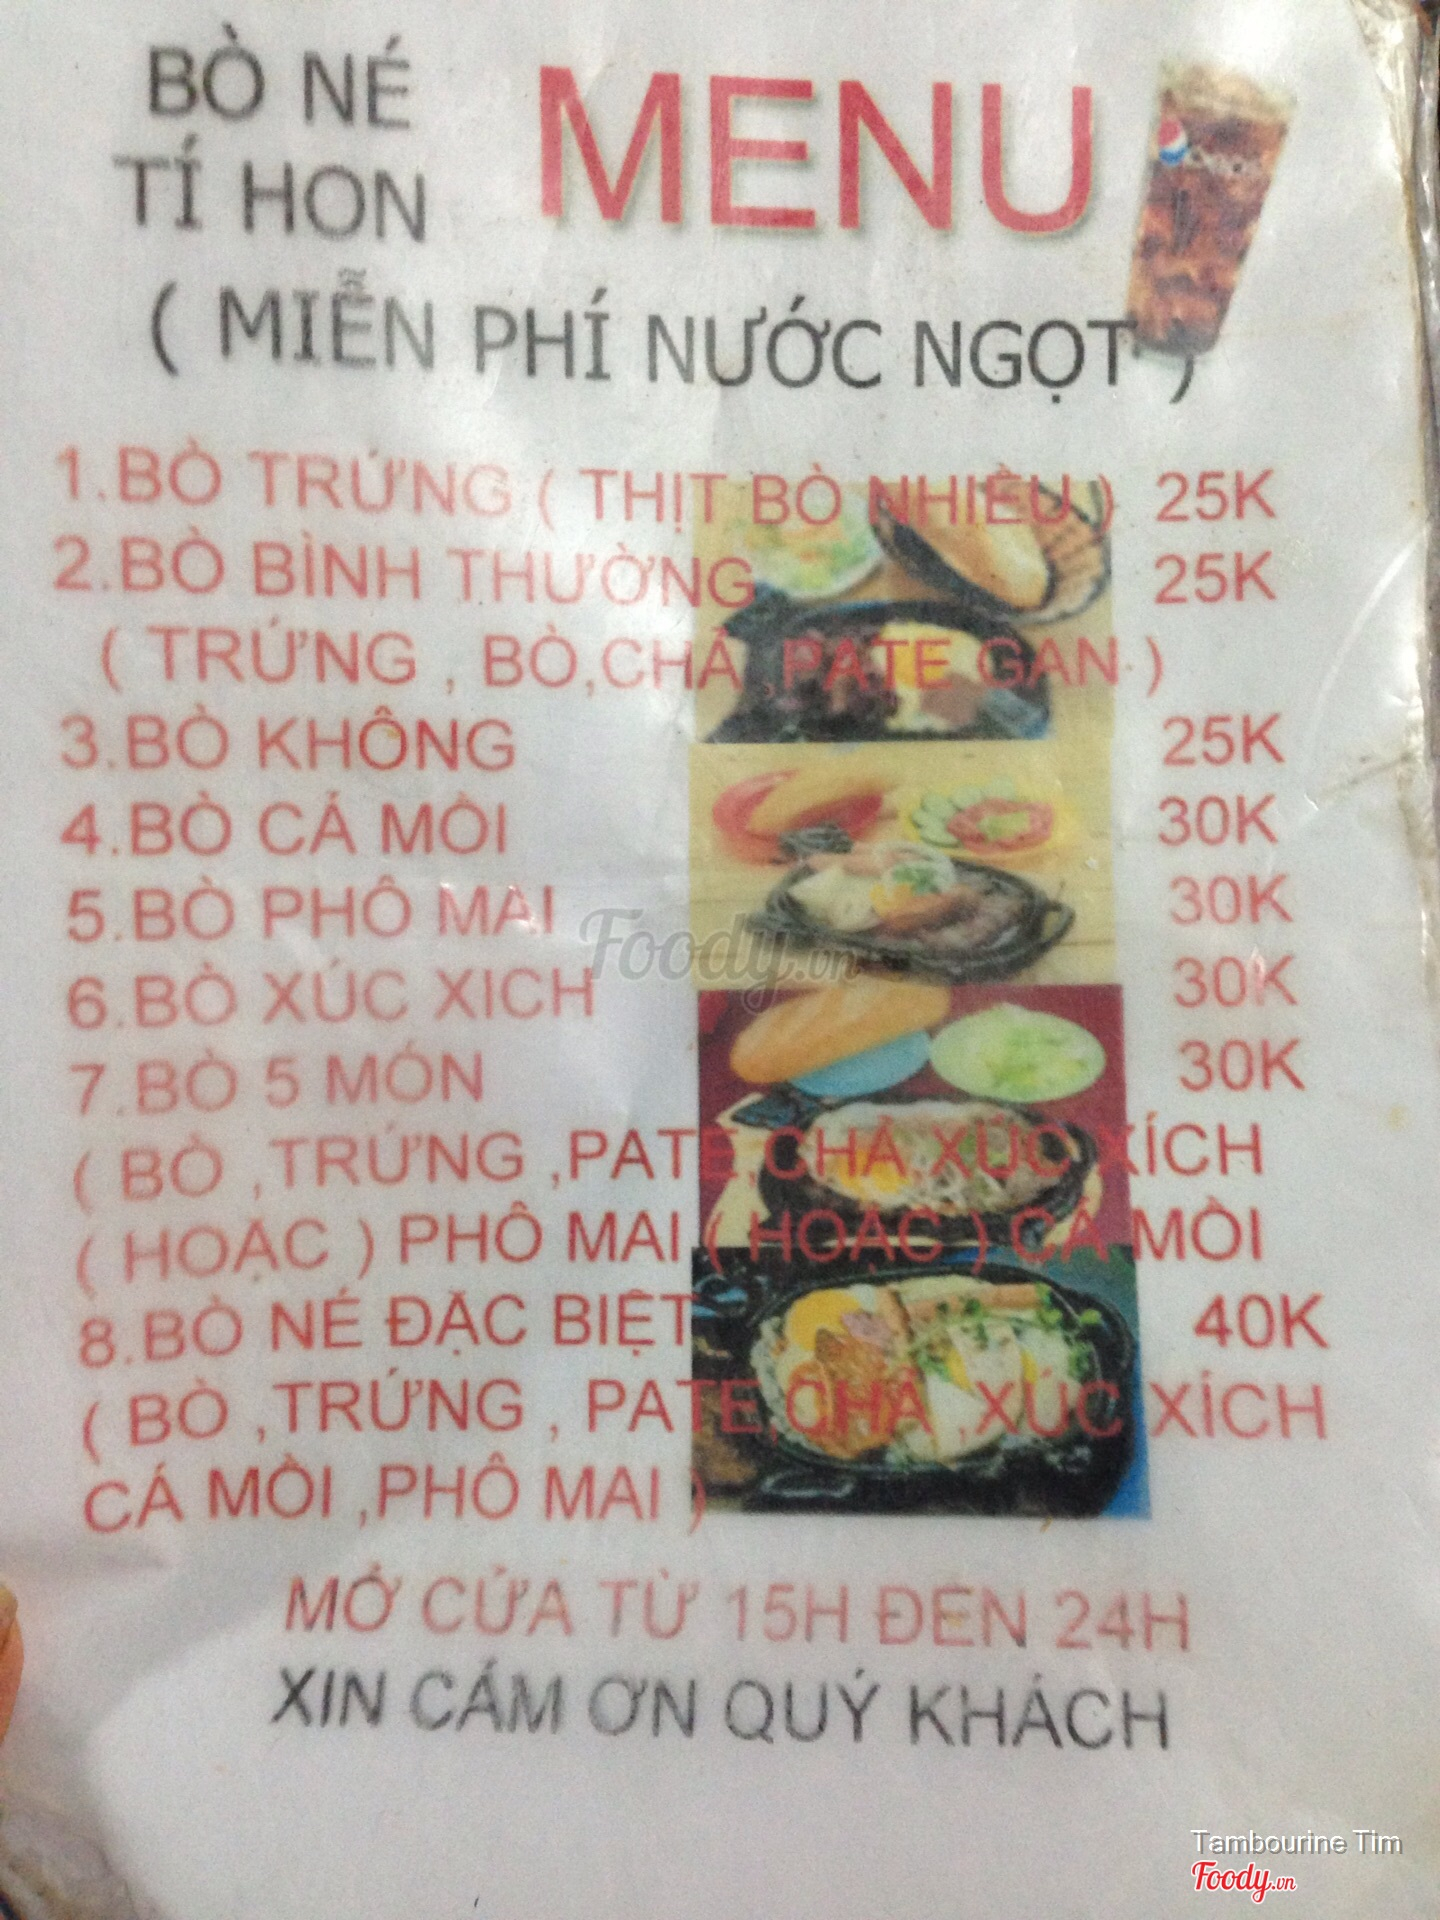 BÒ NÉ
TÍ HON
MENU
( MIỄN PHÍ NƯỚC NGỌT )
1.BÒ TRỨNG ( THỊT BÒ NHIỀU ) 25K
2.BÒ BÌNH THƯỜNG 25K
( TRỨNG , BÒ,CHẢ ,PATE GAN )
3.BÒ KHÔNG 25K
4.BÒ CÁ MÒI 30K
5.BÒ PHÔ MAI 30K
6.BÒ XÚC XICH 30K
7.BÒ 5 MÓN 30K
( BÒ ,TRỨNG ,PATE,CHẢ XÚC XÍCH
( HOẶC ) PHÔ MAI ( HOẶC ) CÁ MÒI
8.BÒ NÉ ĐẶC BIỆT 40K
( BÒ ,TRỨNG , PATE,CHẢ ,XÚC XÍCH
CÁ MÒI ,PHÔ MAI )
MỞ CỬA TỪ 15H ĐẾN 24H
XIN CÁM ƠN QUÝ KHÁCH
Foody.vn
Tambourine Tim
Foody.vn